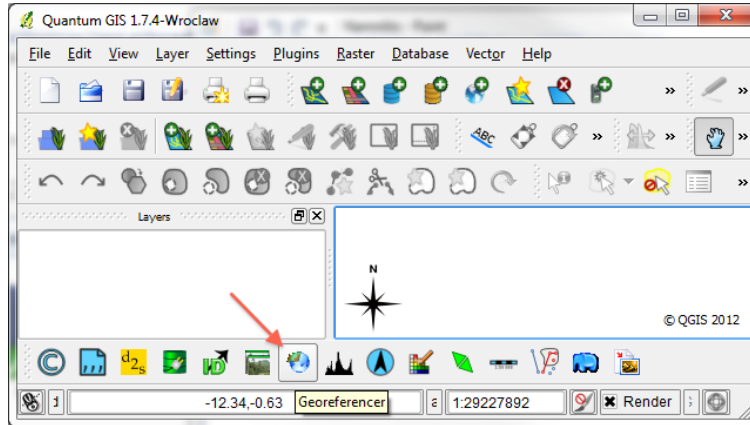 Quantum GIS 1.7.4-Wroclaw
File Edit View Layer Settings Plugins Raster Database Vector Help
ABC
Layers
N
© QGIS 2012
d2s
-12.34,-0.63
Georeferencer
1:29227892
Render